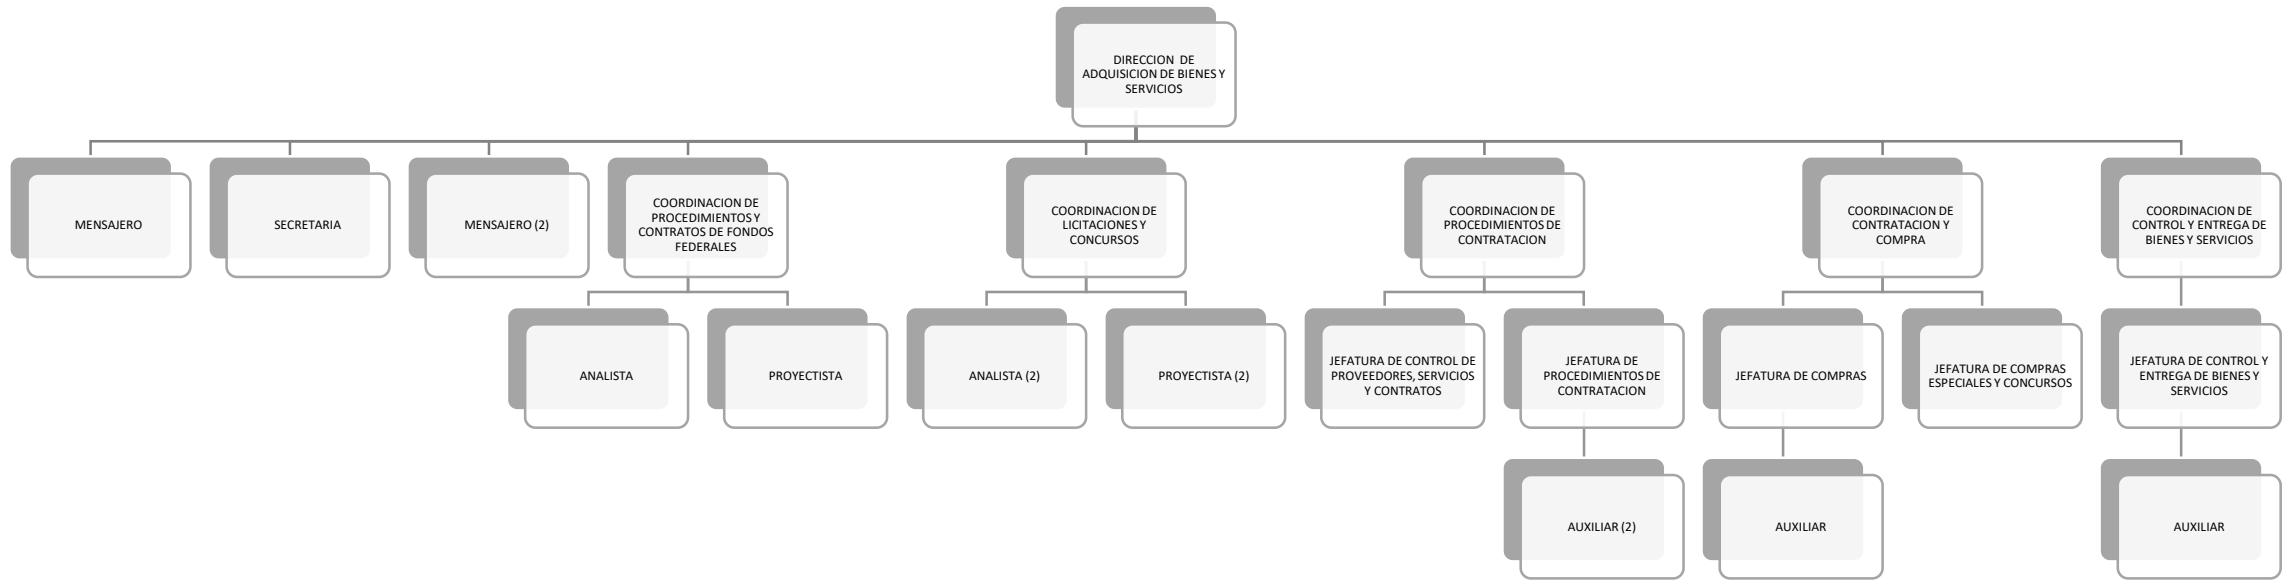 DIRECCION DE
ADQUISICION DE BIENES Y
SERVICIOS
MENSAJERO
SECRETARIA
MENSAJERO (2)
COORDINACION DE
PROCEDIMIENTOS Y
CONTRATOS DE FONDOS
FEDERALES
COORDINACION DE
LICITACIONES Y
CONCURSOS
COORDINACION DE
PROCEDIMIENTOS DE
CONTRATACION
COORDINACION DE
CONTRATACION Y
COMPRA
COORDINACION DE
CONTROL Y ENTREGA DE
BIENES Y SERVICIOS
ANALISTA
PROYECTISTA
ANALISTA (2)
PROYECTISTA (2)
JEFATURA DE CONTROL DE
PROVEEDORES, SERVICIOS
Y CONTRATOS
JEFATURA DE
PROCEDIMIENTOS DE
CONTRATACION
JEFATURA DE COMPRAS
JEFATURA DE COMPRAS
ESPECIALES Y CONCURSOS
JEFATURA DE CONTROL Y
ENTREGA DE BIENES Y
SERVICIOS
AUXILIAR (2)
AUXILIAR
AUXILIAR